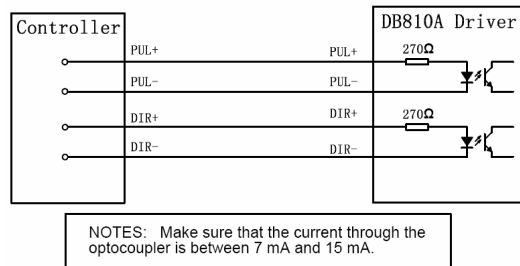 Controller
DB810A Driver
PUL+
PUL+
270Ω
PUL-
PUL-
DIR+
DIR+
270Ω
DIR-
DIR-
NOTES: Make sure that the current through the
optocoupler is between 7 mA and 15 mA.